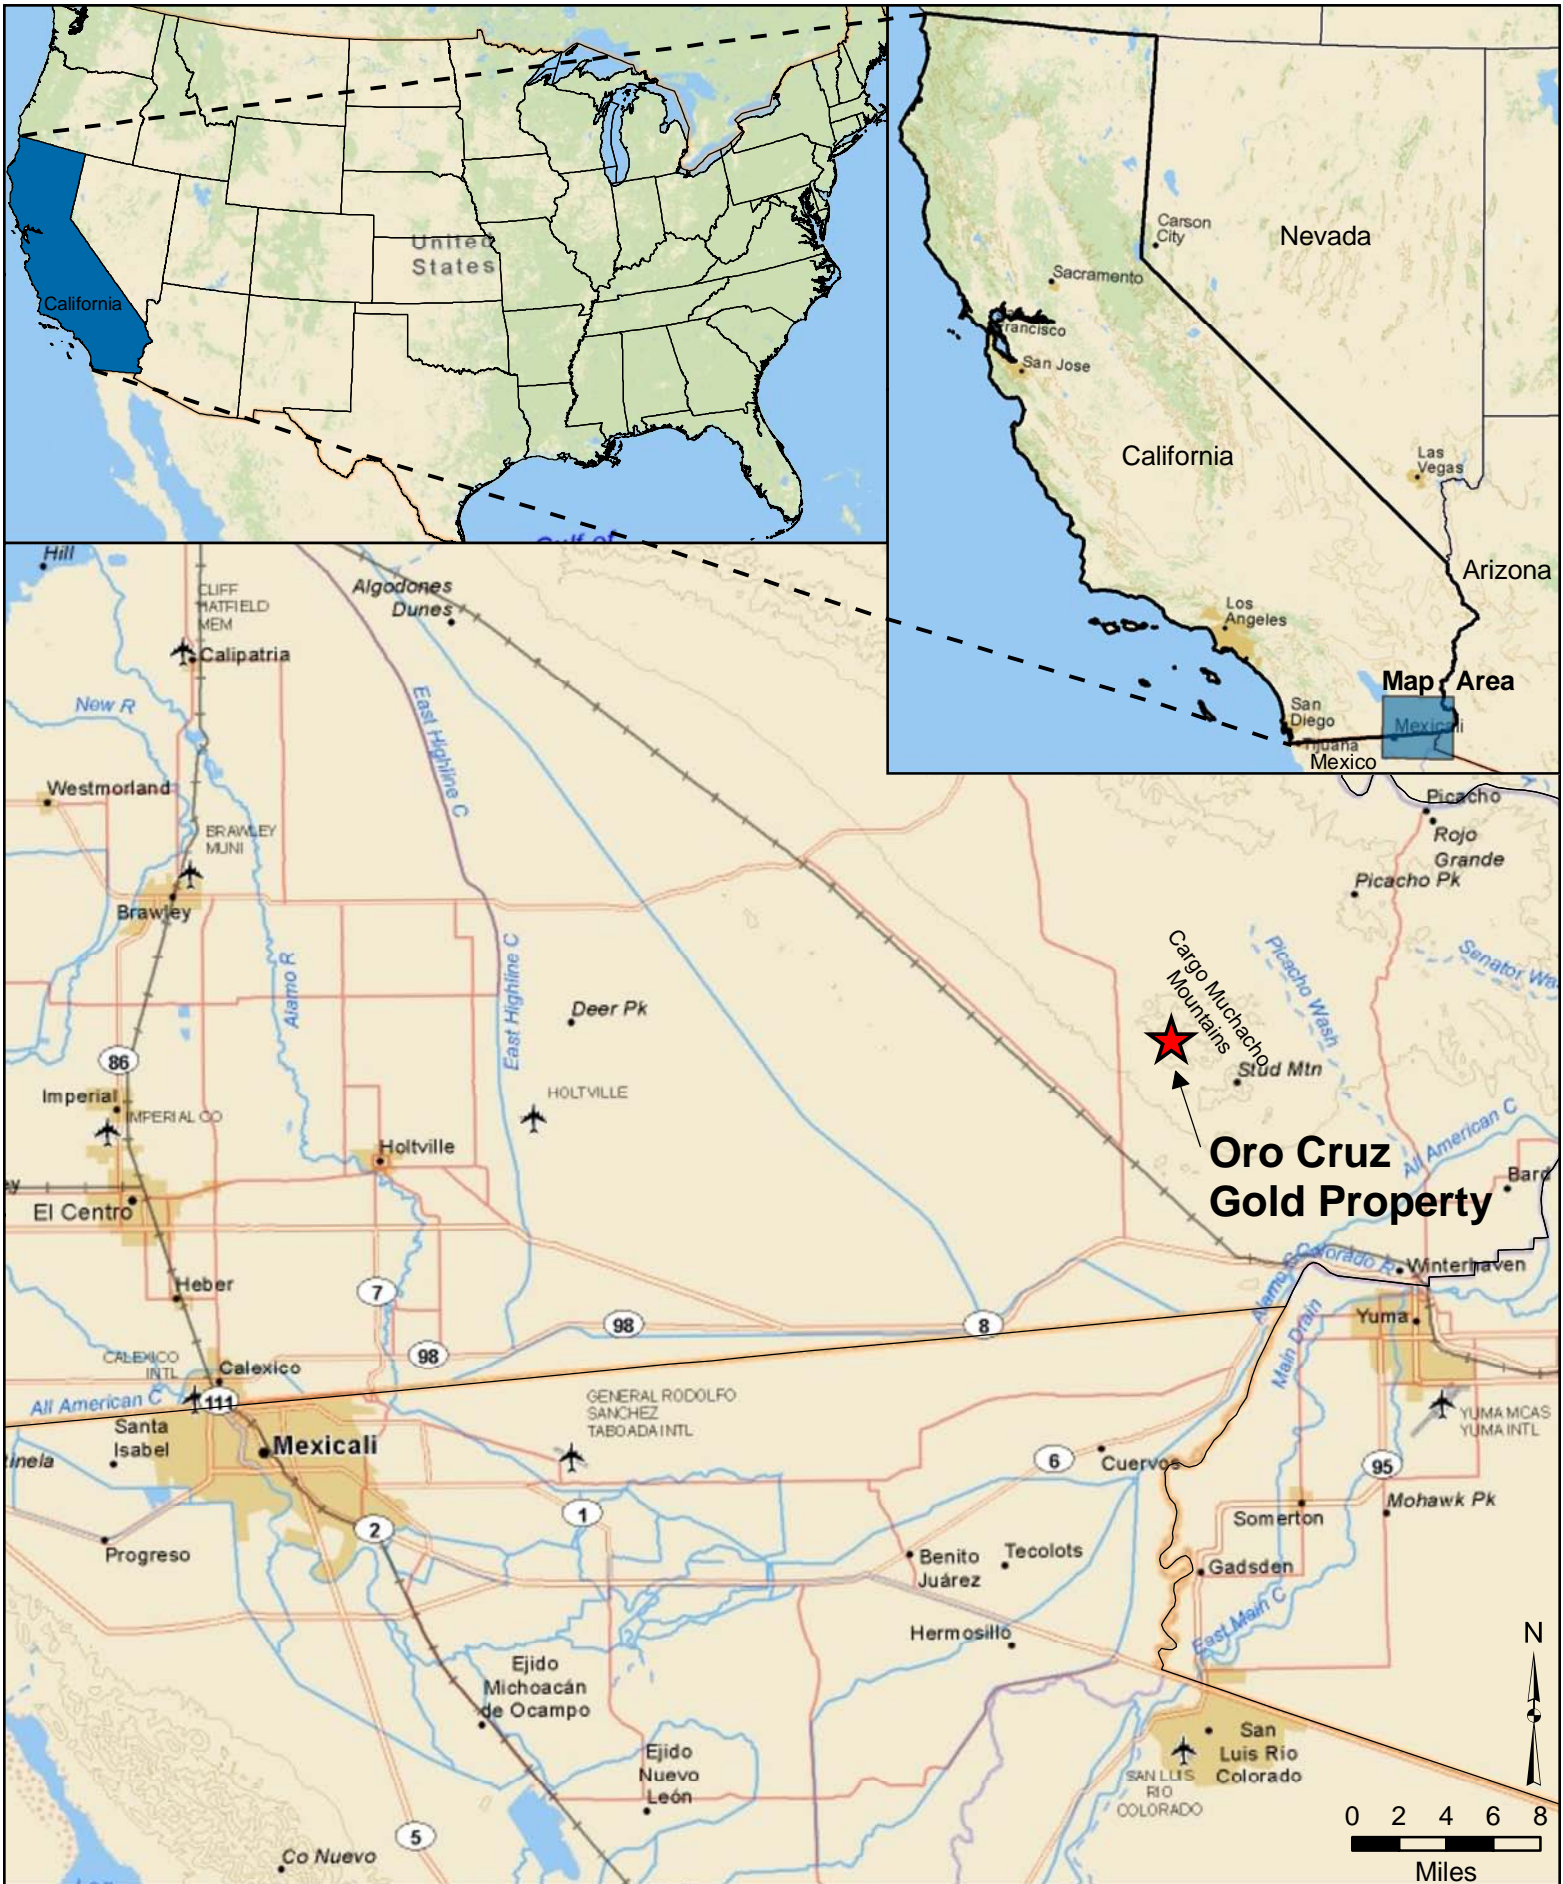 United
States
California
Gulf of
Carson
City
Nevada
Sacramento
Francisco
San Jose
California
Las
Vegas
Arizona
Los
Angeles
Map Area
San
Diego
Mexicali
Tijuana
Mexico
Hill
CLIFF
HATFIELD
MEM
Algodones
Dunes
Calipatria
New R
East Highline C
Westmorland
BRAWLEY
MUNI
Brawley
Picacho
Rojo
Grande
Picacho Pk
Cargo Muchacho
Mountains
Picacho Wash
Senator Wa
Alamo R
East Highline C
Deer Pk
86
Stud Mtn
Imperial
IMPERIAL CO
HOLTVILLE
Holtville
Oro Cruz
Gold Property
All American C
Bard
El Centro
Colorado R
Winterhaven
Heber
7
98
8
Main Drain
Yuma
98
CALEXICO
INTL
Calexico
All American C
111
GENERAL RODOLFO
SANCHEZ
TABOADA INTL
YUMA MCAS
YUMA INTL
Santa
Isabel
Mexicali
tinela
6
Cuervos
95
1
Mohawk Pk
2
Somerton
Progreso
Benito
Juárez
Tecolots
Gadsden
East Main C
Hermosillo
N
Ejido
Michoacán
de Ocampo
San
Luis Rio
Colorado
Ejido
Nuevo
León
SAN LUIS
RIO
COLORADO
5
0 2 4 6 8
Miles
Co Nuevo